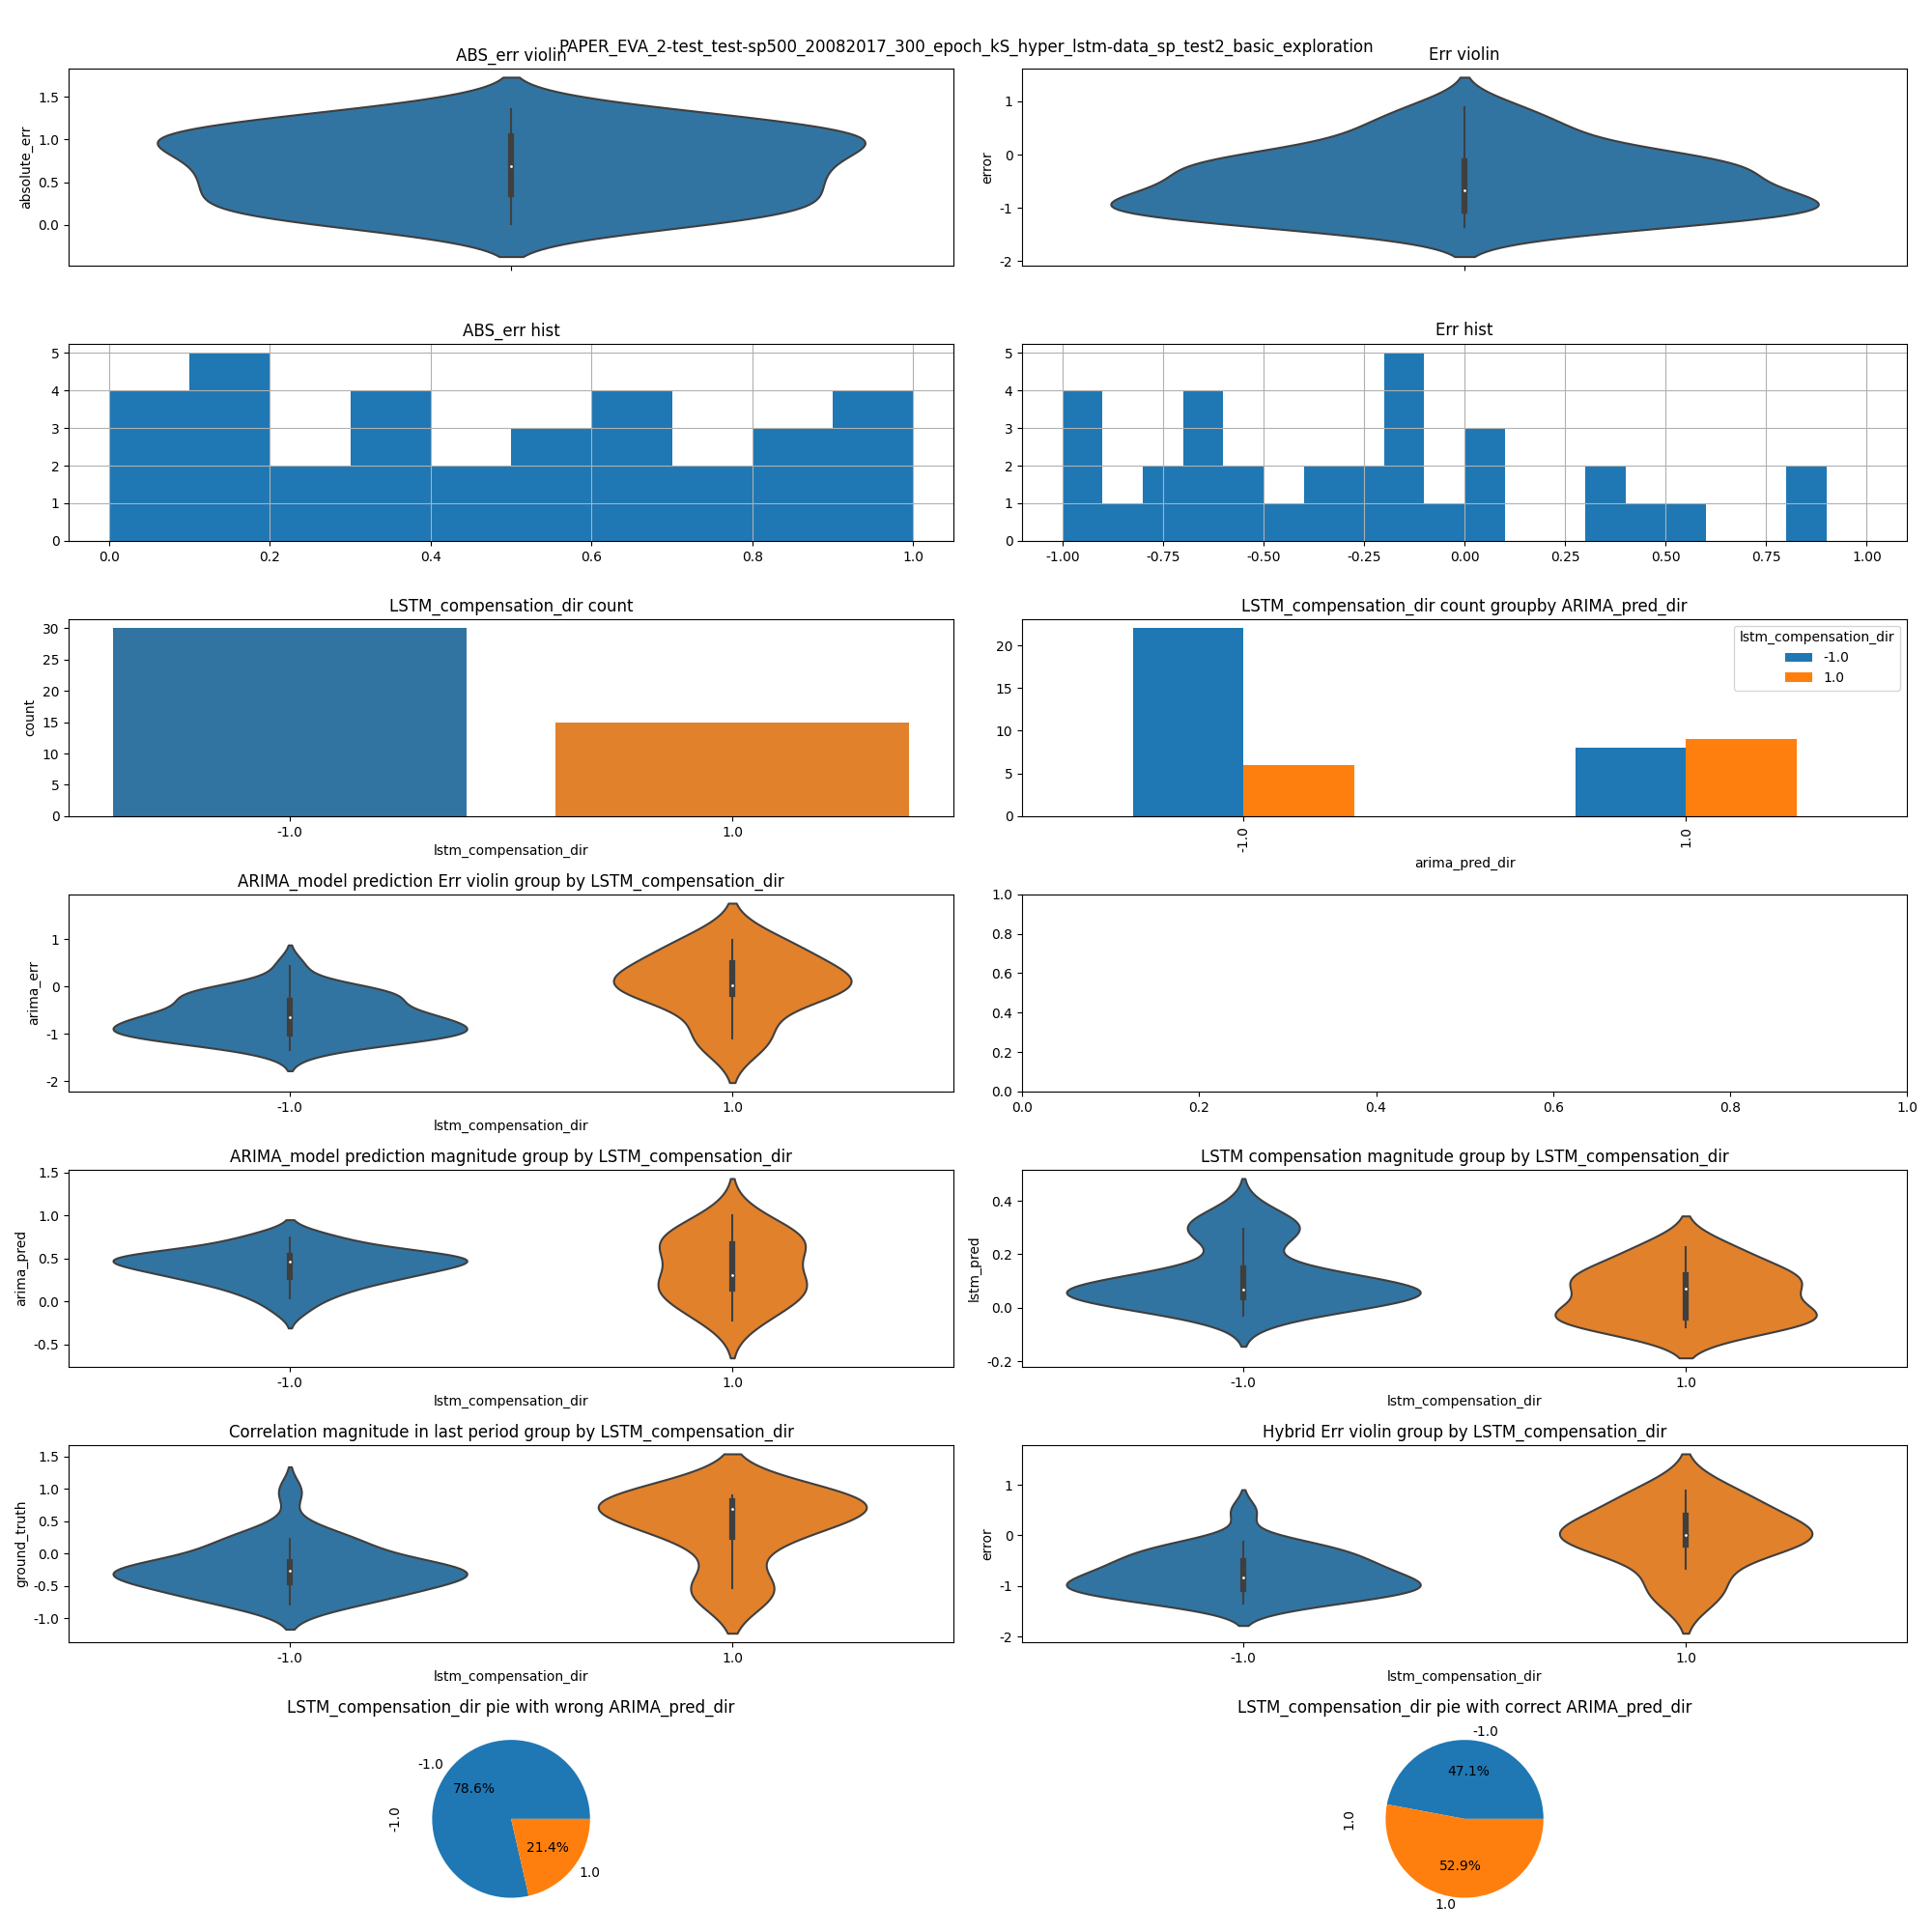 PAPER_EVA_2-test_test-sp500_20082017_300_epoch_kS_hyper_lstm-data_sp_test2_basic_exploration
ABS_err violin
absolute_err
1.5
1.0
0.5
0.0
Err violin
error
1
0
-1
-2
ABS_err hist
5
4
3
2
1
0
0.0 0.2 0.4 0.6 0.8 1.0
Err hist
5
4
3
2
1
0
-1.00 -0.75 -0.50 -0.25 0.00 0.25 0.50 0.75 1.00
LSTM_compensation_dir count
count
30
25
20
15
10
5
0
-1.0 1.0
lstm_compensation_dir
LSTM_compensation_dir count groupby ARIMA_pred_dir
20
15
10
5
0
lstm_compensation_dir
-1.0
1.0
-1.0 1.0
arima_pred_dir
ARIMA_model prediction Err violin group by LSTM_compensation_dir
arima_err
1
0
-1
-2
-1.0 1.0
lstm_compensation_dir
1.0
0.8
0.6
0.4
0.2
0.0
0.0 0.2 0.4 0.6 0.8 1.0
ARIMA_model prediction magnitude group by LSTM_compensation_dir
arima_pred
1.5
1.0
0.5
0.0
-0.5
-1.0 1.0
lstm_compensation_dir
LSTM compensation magnitude group by LSTM_compensation_dir
lstm_pred
0.4
0.2
0.0
-0.2
-1.0 1.0
lstm_compensation_dir
Correlation magnitude in last period group by LSTM_compensation_dir
ground_truth
1.5
1.0
0.5
0.0
-0.5
-1.0
-1.0 1.0
lstm_compensation_dir
Hybrid Err violin group by LSTM_compensation_dir
error
1
0
-1
-2
-1.0 1.0
lstm_compensation_dir
LSTM_compensation_dir pie with wrong ARIMA_pred_dir
-1.0
-1.0
78.6%
21.4%
1.0
LSTM_compensation_dir pie with correct ARIMA_pred_dir
1.0
-1.0
47.1%
52.9%
1.0